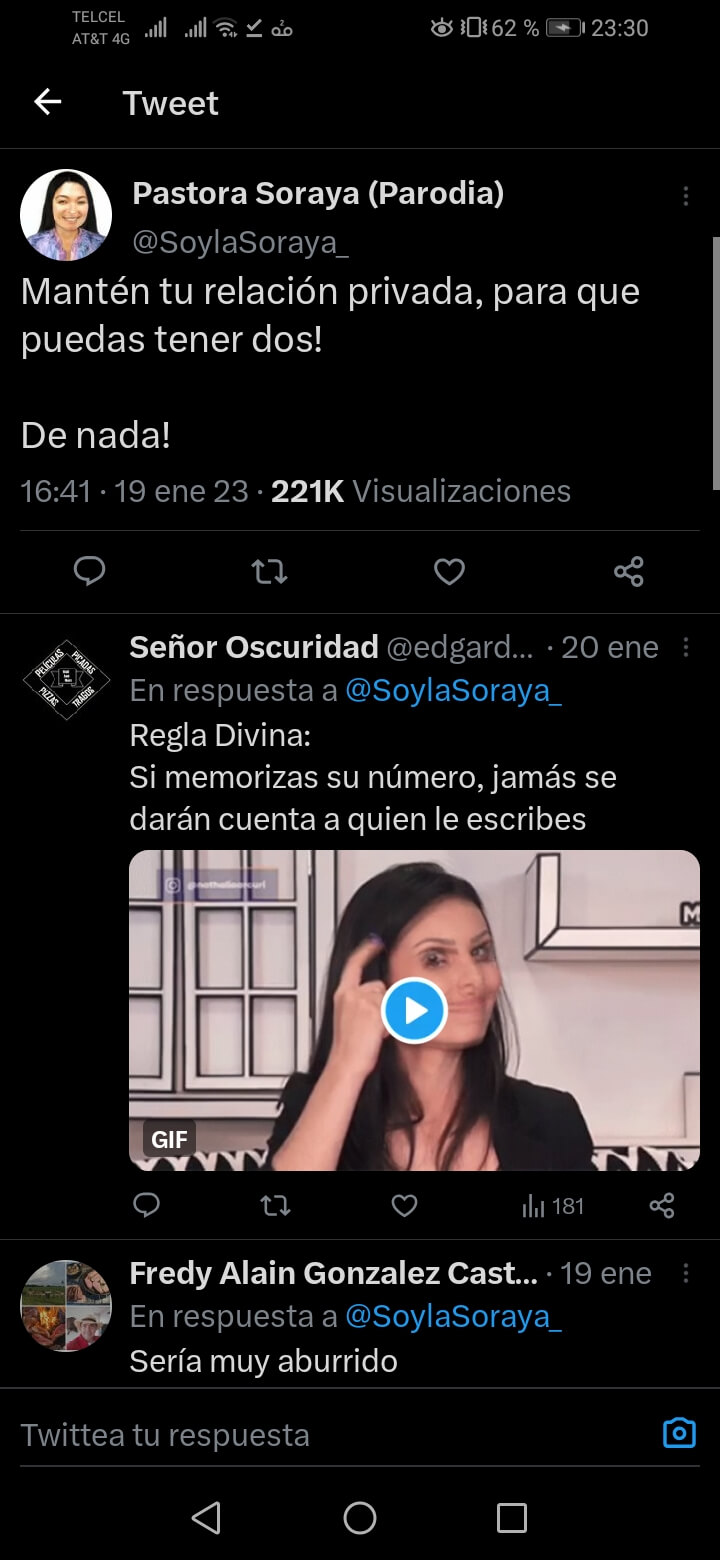 TELCEL
AT&T 4G
62 %
23:30
Tweet
Pastora Soraya (Parodia)
@SoylaSoraya_
Mantén tu relación privada, para que
puedas tener dos!
De nada!
16:41 · 19 ene 23 · 221K Visualizaciones
Señor Oscuridad @edgard... · 20 ene
En respuesta a @SoylaSoraya_
PELÍCULAS
PICADAS
PIZZAS
TRAGOS
Regla Divina:
Si memorizas su número, jamás se
darán cuenta a quien le escribes
M
GIF
181
Fredy Alain Gonzalez Cast... · 19 ene
En respuesta a @SoylaSoraya_
Sería muy aburrido
Twittea tu respuesta